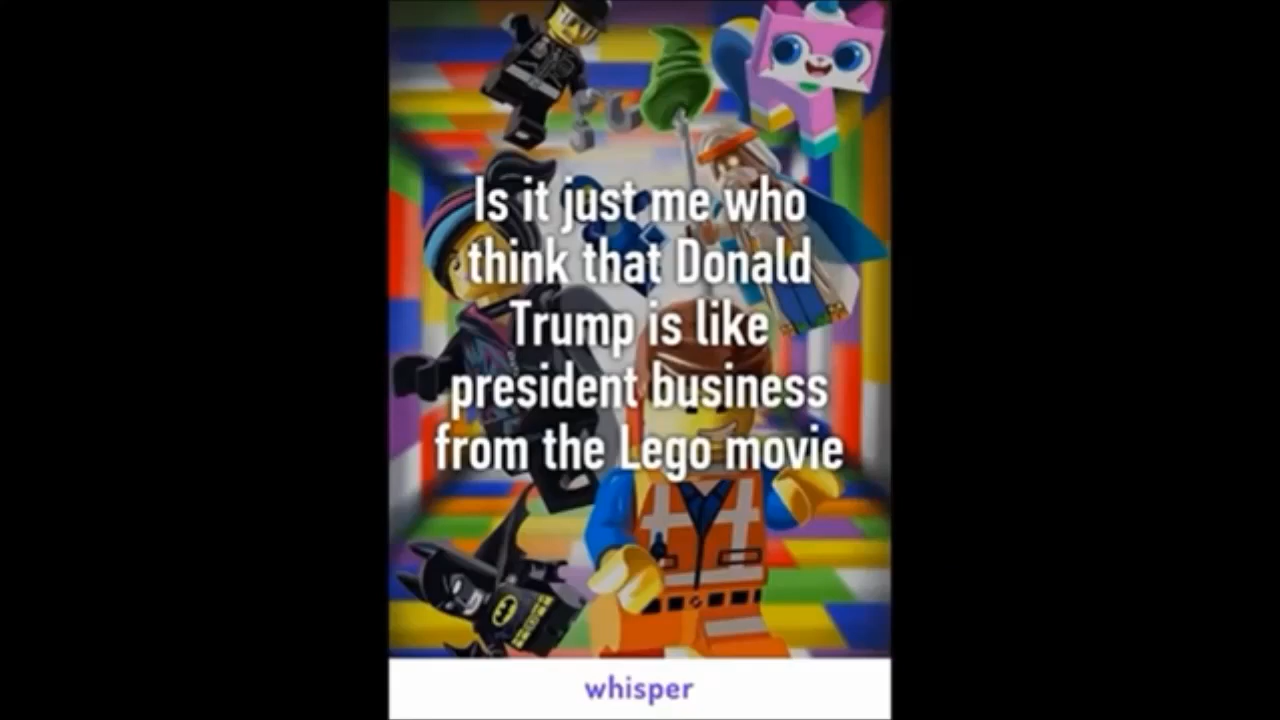 Is it just me who
think that Donald
Trump is like
president business
from the Lego movie
whisper